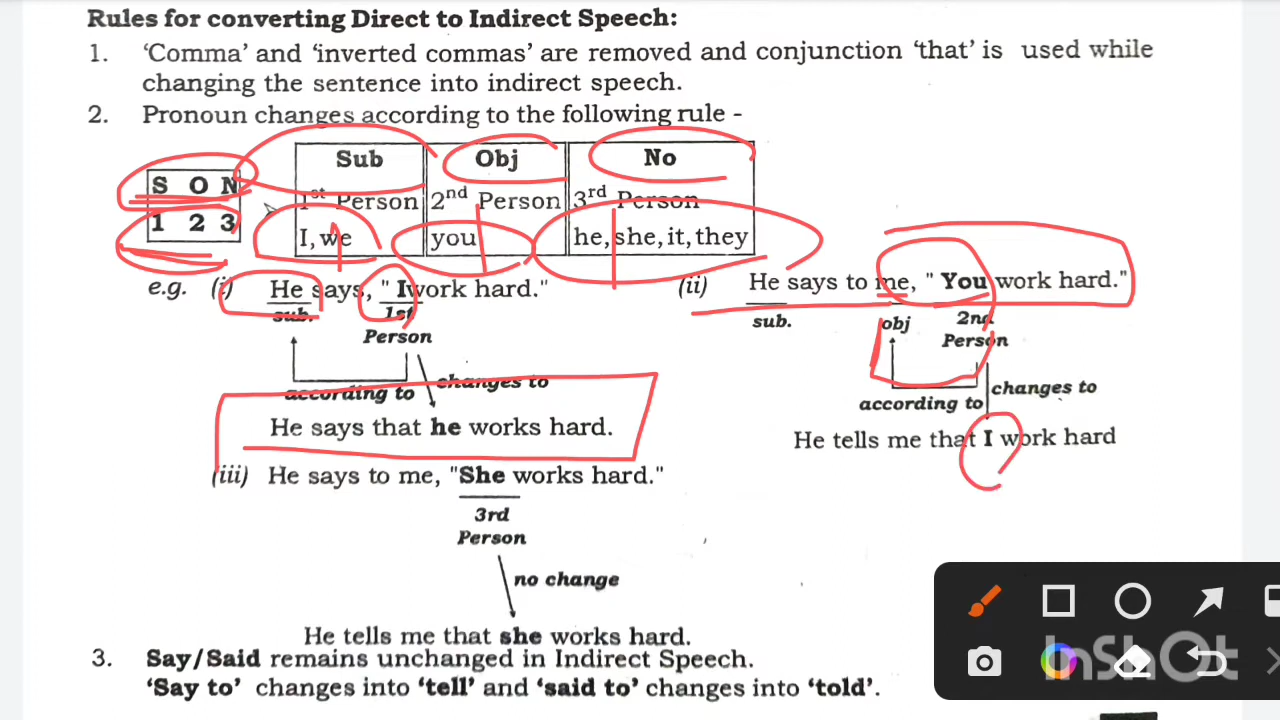 Rules for converting Direct to Indirect Speech:
1. ‘Comma’ and ‘inverted commas’ are removed and conjunction ‘that’ is used while
changing the sentence into indirect speech.
2. Pronoun changes according to the following rule -
S O N
1 2 3
Sub Obj No
1st Person 2nd Person 3rd Person
I, we you he, she, it, they
e.g. (i) He says, " I work hard."
sub. 1st
Person
according to changes to
He says that he works hard.
(ii) He says to me, " You work hard."
sub. obj 2nd
Person
according to changes to
He tells me that I work hard
(iii) He says to me, "She works hard."
3rd
Person
no change
He tells me that she works hard.
3. Say/Said remains unchanged in Indirect Speech.
‘Say to’ changes into ‘tell’ and ‘said to’ changes into ‘told’.
InShOt